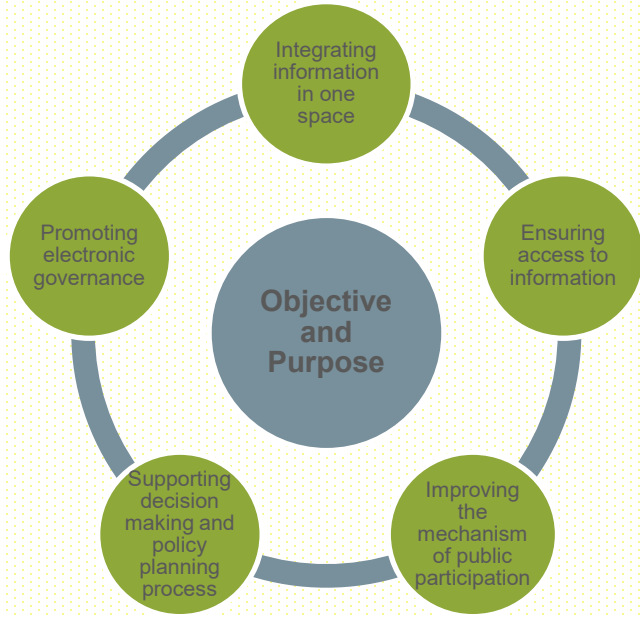 Integrating
information
in one
space
Ensuring
access to
information
Improving
the
mechanism
of public
participation
Supporting
decision
making and
policy
planning
process
Promoting
electronic
governance
Objective
and
Purpose